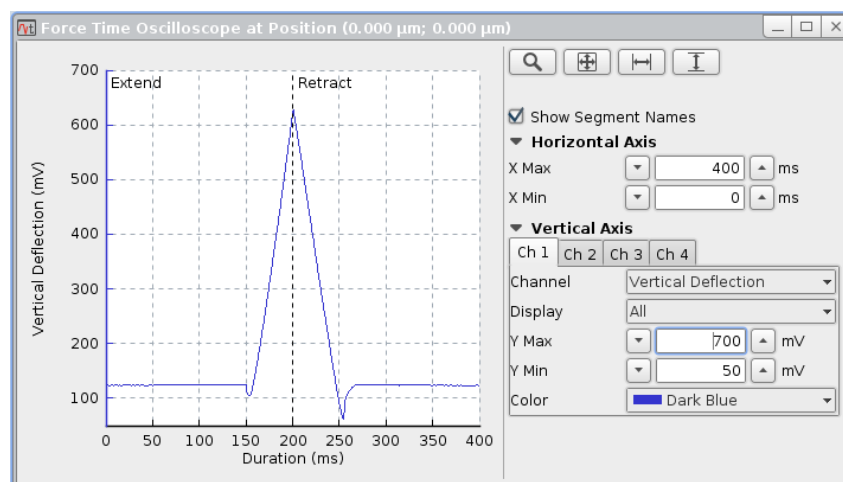 Force Time Oscilloscope at Position (0.000 µm; 0.000 µm)
Extend
Retract
700
600
500
400
300
200
100
0 50 100 150 200 250 300 350 400
Duration (ms)
Vertical Deflection (mV)
Show Segment Names
Horizontal Axis
X Max 400 ms
X Min 0 ms
Vertical Axis
Ch 1 Ch 2 Ch 3 Ch 4
Channel Vertical Deflection
Display All
Y Max 700 mV
Y Min 50 mV
Color Dark Blue